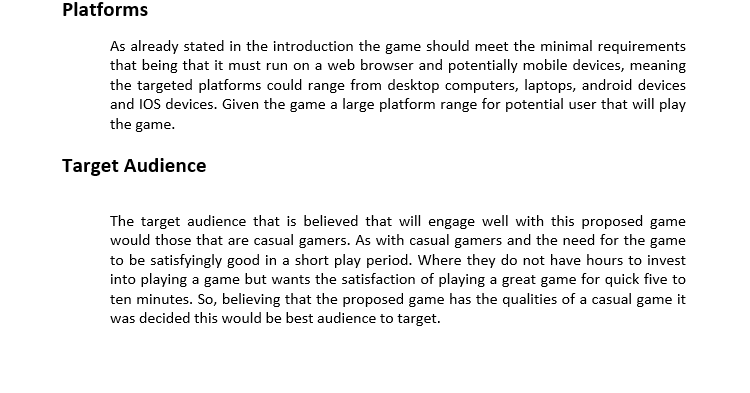 Platforms
As already stated in the introduction the game should meet the minimal requirements
that being that it must run on a web browser and potentially mobile devices, meaning
the targeted platforms could range from desktop computers, laptops, android devices
and IOS devices. Given the game a large platform range for potential user that will play
the game.
Target Audience
The target audience that is believed that will engage well with this proposed game
would those that are casual gamers. As with casual gamers and the need for the game
to be satisfyingly good in a short play period. Where they do not have hours to invest
into playing a game but wants the satisfaction of playing a great game for quick five to
ten minutes. So, believing that the proposed game has the qualities of a casual game it
was decided this would be best audience to target.